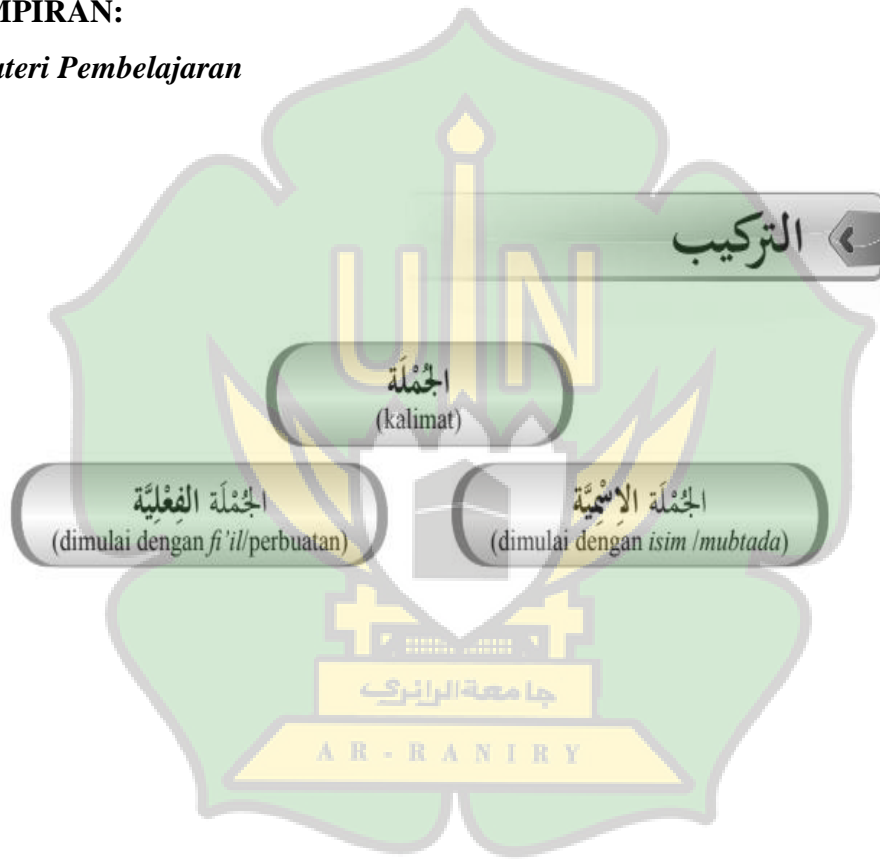 MPIRAN:
ateri Pembelajaran
التركيب
الجُمْلَة
(kalimat)
الجُمْلَة الاِسْمِيَّة
(dimulai dengan isim /mubtada)
الجُمْلَة الفِعْلِيَّة
(dimulai dengan fi’il/perbuatan)
UIN
جامعة الرانري
AR-RANIRY